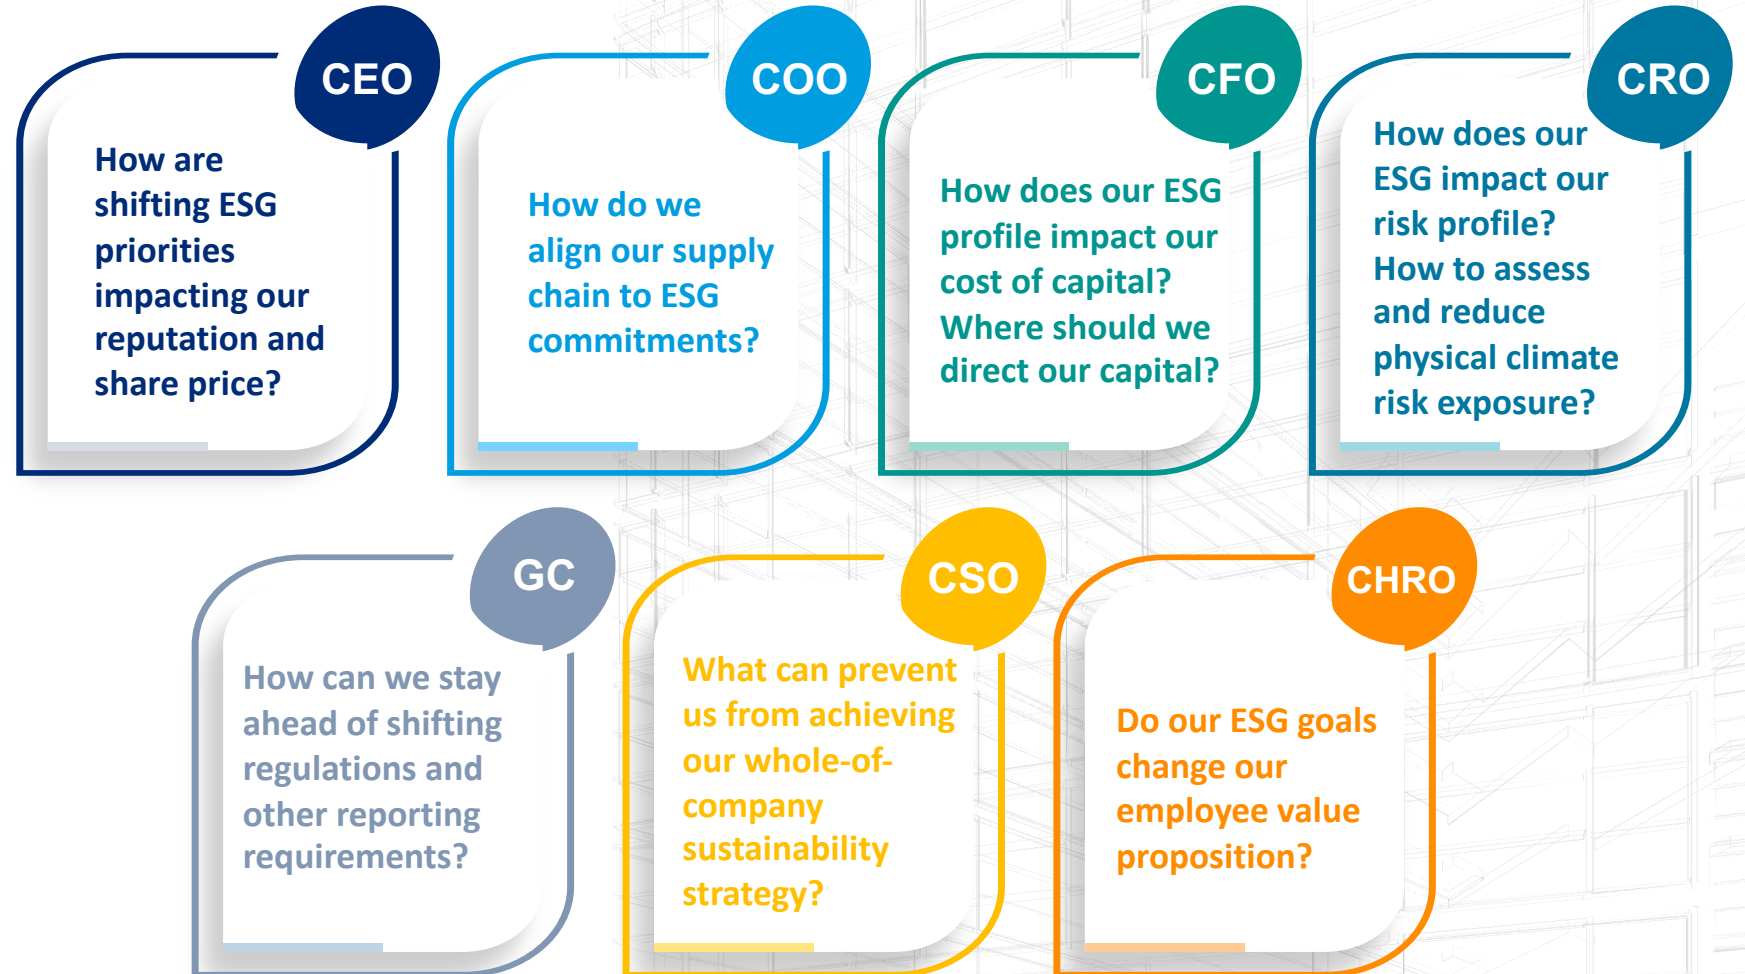 CEO
How are
shifting ESG
priorities
impacting our
reputation and
share price?
COO
How do we
align our supply
chain to ESG
commitments?
CFO
How does our ESG
profile impact our
cost of capital?
Where should we
direct our capital?
CRO
How does our
ESG impact our
risk profile?
How to assess
and reduce
physical climate
risk exposure?
GC
How can we stay
ahead of shifting
regulations and
other reporting
requirements?
CSO
What can prevent
us from achieving
our whole-of-
company
sustainability
strategy?
CHRO
Do our ESG goals
change our
employee value
proposition?